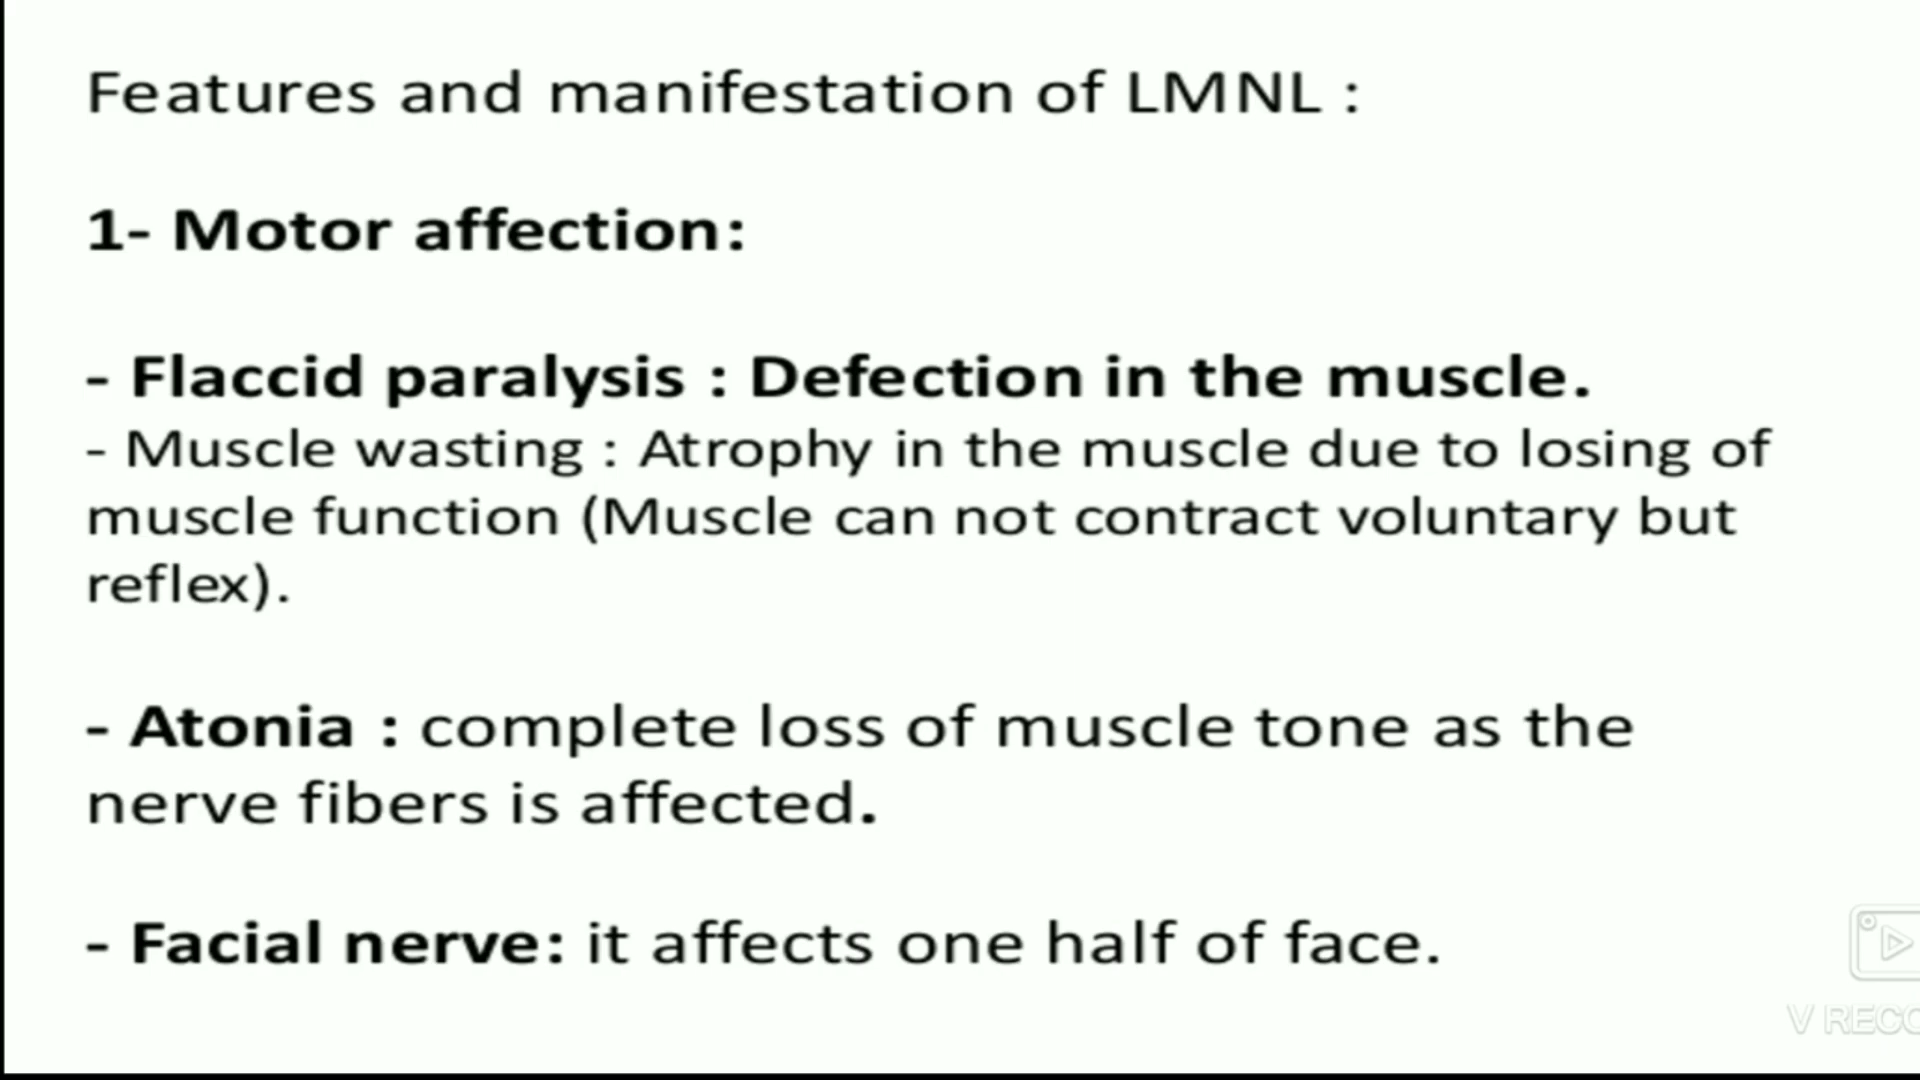 Features and manifestation of LMNL :
1- Motor affection:
- Flaccid paralysis : Defection in the muscle.
- Muscle wasting : Atrophy in the muscle due to losing of
muscle function (Muscle can not contract voluntary but
reflex).
- Atonia : complete loss of muscle tone as the
nerve fibers is affected.
- Facial nerve: it affects one half of face.
V RECO